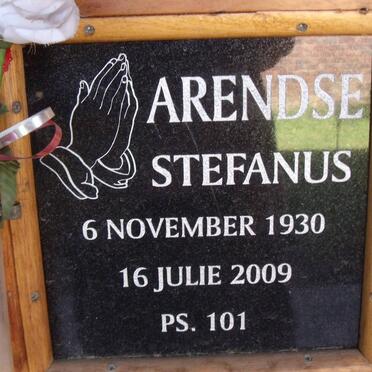 ARENDSE
STEFANUS
6 NOVEMBER 1930
16 JULIE 2009
PS. 101